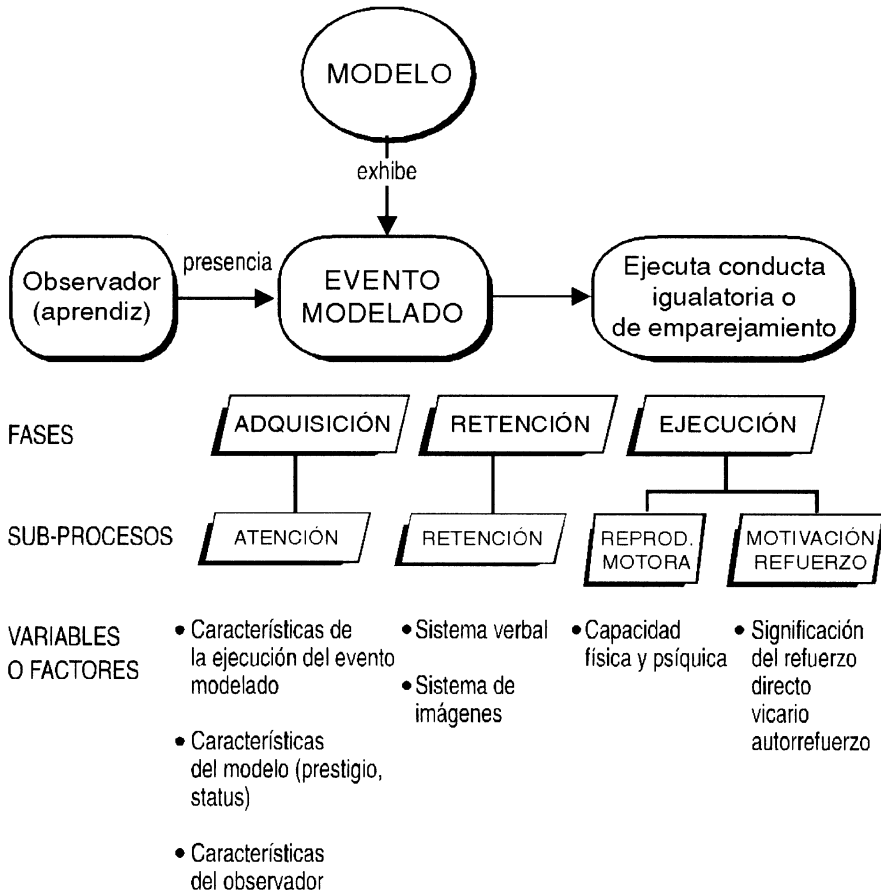 MODELO
exhibe
Observador
(aprendiz)
presencia
EVENTO
MODELADO
Ejecuta conducta
igualatoria o
de emparejamiento
FASES
ADQUISICIÓN
RETENCIÓN
EJECUCIÓN
SUB-PROCESOS
ATENCIÓN
RETENCIÓN
REPROD.
MOTORA
MOTIVACIÓN
REFUERZO
VARIABLES
O FACTORES
• Características de
la ejecución del evento
modelado
• Características
del modelo (prestigio,
status)
• Características
del observador
• Sistema verbal
• Sistema de
imágenes
• Capacidad
física y psíquica
• Significación
del refuerzo
directo
vicario
autorrefuerzo